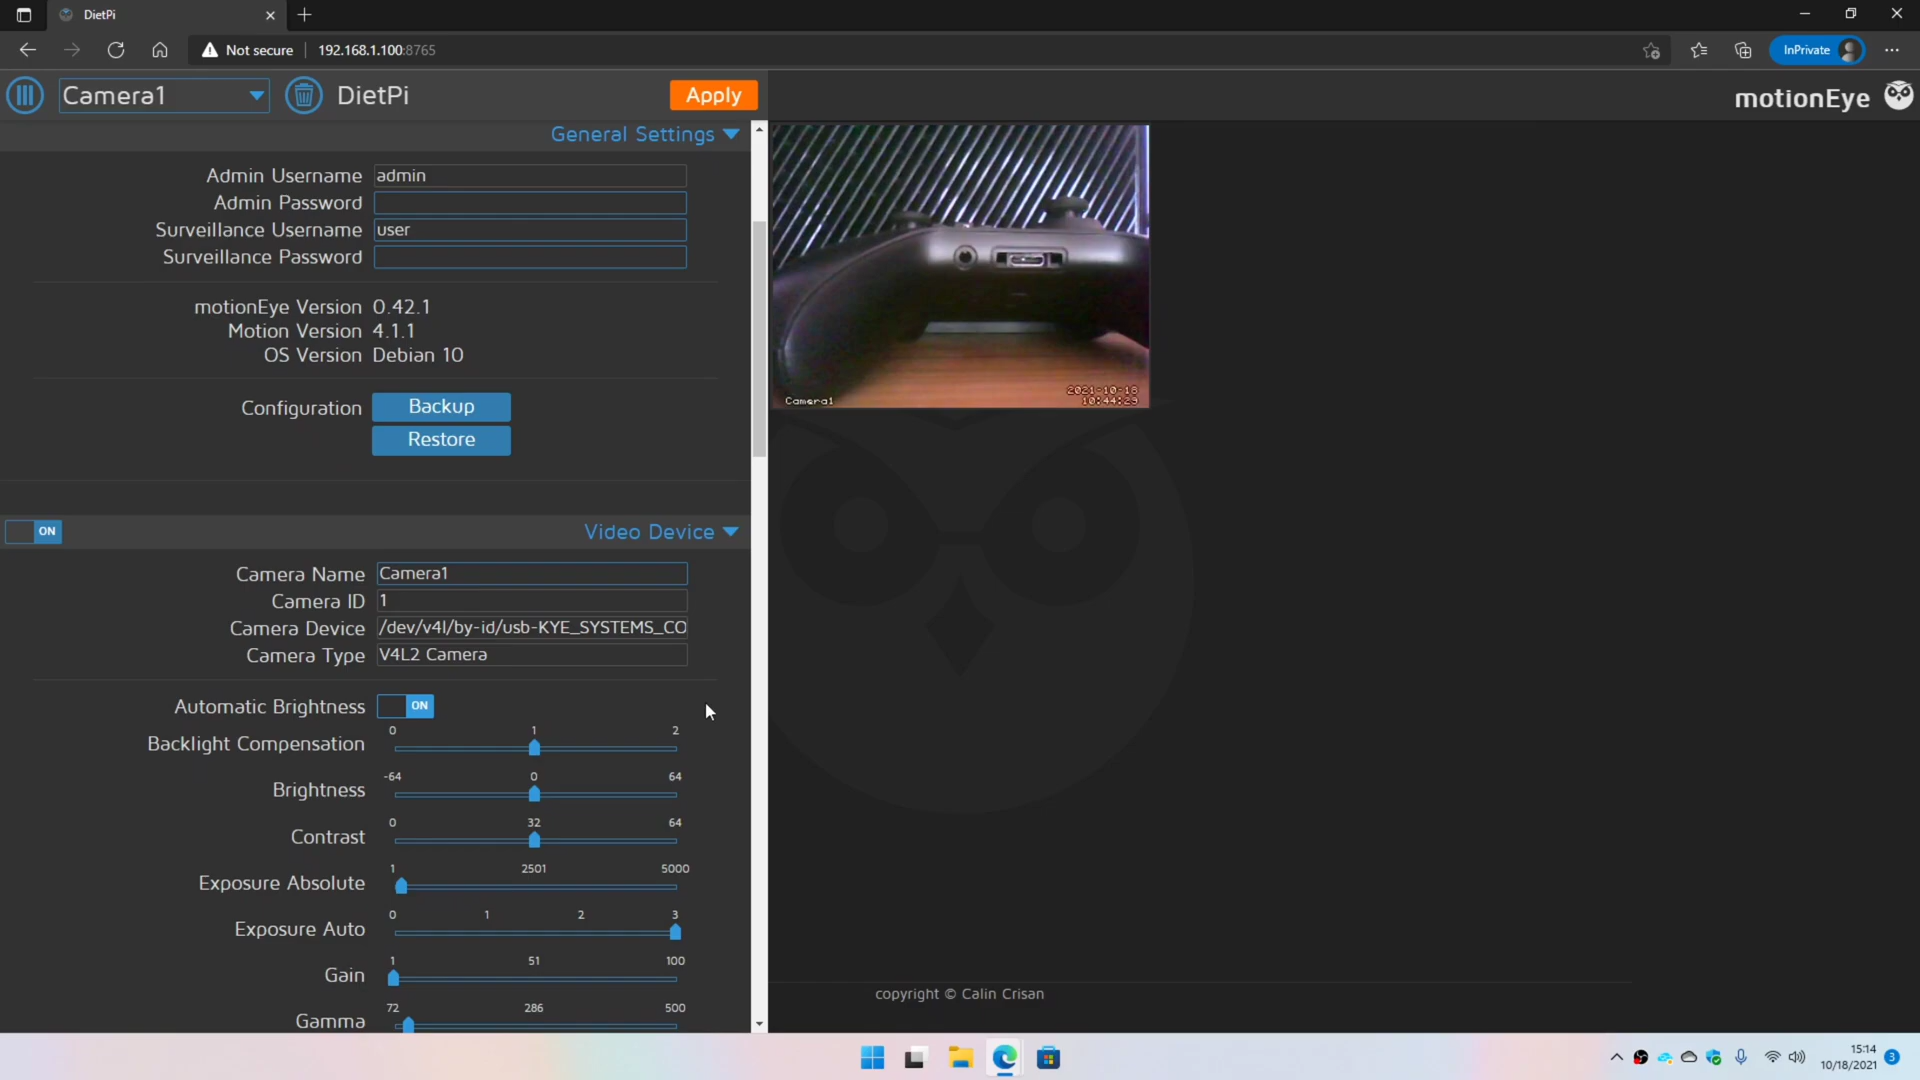 DietPi
Not secure
192.168.1.100:8765
InPrivate
Camera1
DietPi
Apply
motionEye
General Settings
Admin Username
admin
Admin Password
Surveillance Username
user
Surveillance Password
motionEye Version 0.42.1
Motion Version 4.1.1
OS Version Debian 10
Configuration
Backup
Restore
Camera1
2021-10-18
10:44:29
ON
Video Device
Camera Name
Camera1
Camera ID
1
Camera Device
/dev/v4l/by-id/usb-KYE_SYSTEMS_CO
Camera Type
V4L2 Camera
Automatic Brightness
ON
0 1 2
Backlight Compensation
-64 0 64
Brightness
0 32 64
Contrast
1 2501 5000
Exposure Absolute
0 1 2 3
Exposure Auto
1 51 100
Gain
72 286 500
Gamma
copyright © Calin Crisan
15:14
10/18/2021
3